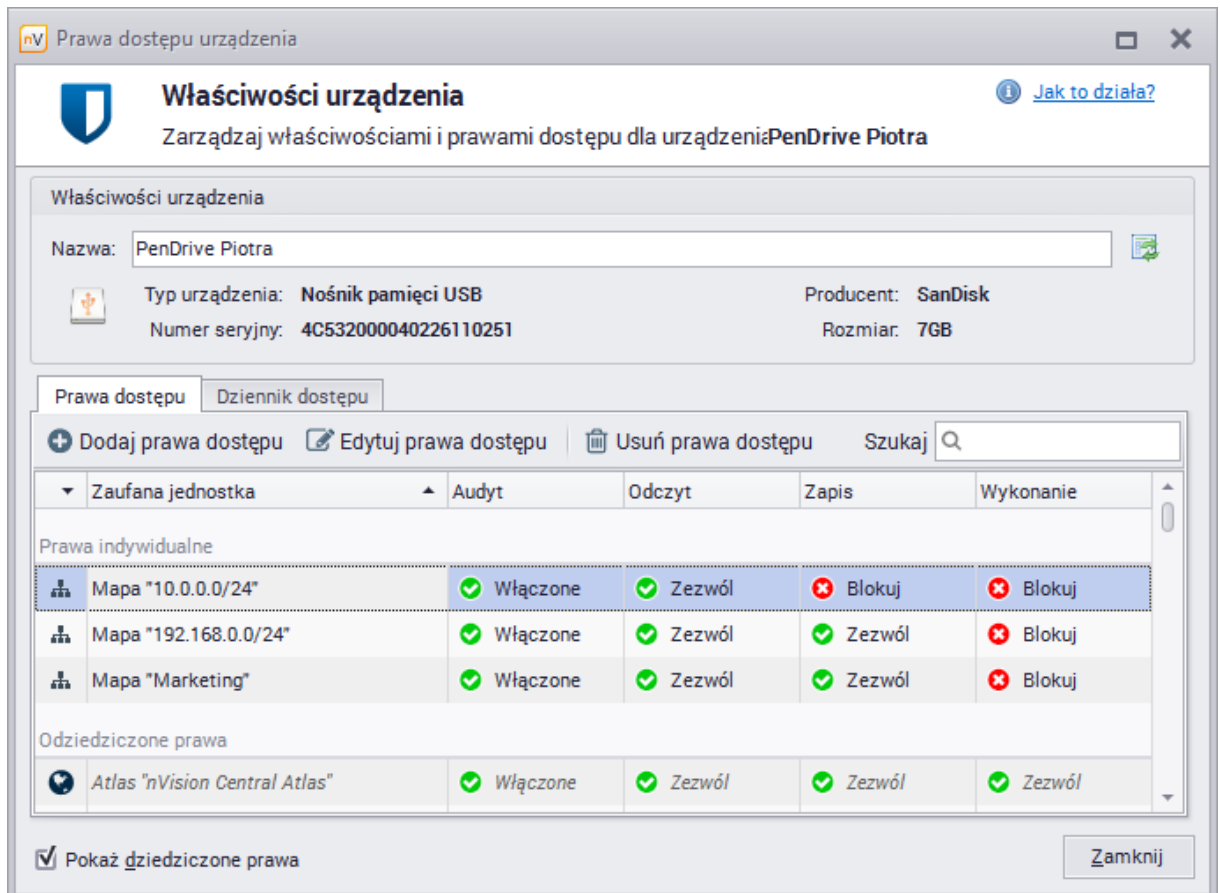 nV Prawa dostępu urządzenia
Właściwości urządzenia
Jak to działa?
Zarządzaj właściwościami i prawami dostępu dla urządzeniaPenDrive Piotra
Właściwości urządzenia
Nazwa: PenDrive Piotra
Typ urządzenia: Nośnik pamięci USB Producent: SanDisk
Numer seryjny: 4C532000040226110251 Rozmiar: 7GB
Prawa dostępu Dziennik dostępu
Dodaj prawa dostępu Edytuj prawa dostępu Usuń prawa dostępu Szukaj
Zaufana jednostka Audyt Odczyt Zapis Wykonanie
Prawa indywidualne
Mapa "10.0.0.0/24" Włączone Zezwól Blokuj Blokuj
Mapa "192.168.0.0/24" Włączone Zezwól Zezwól Blokuj
Mapa "Marketing" Włączone Zezwól Zezwól Blokuj
Odziedziczone prawa
Atlas "nVision Central Atlas" Włączone Zezwól Zezwól Zezwól
Pokaż dziedziczone prawa
Zamknij